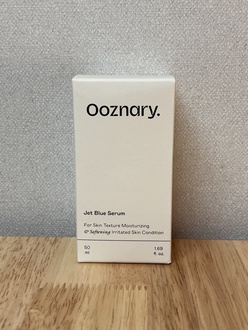 Ooznary.
Jet Blue Serum
For Skin Texture Moisturizing
& Softening Irritated Skin Condition
50 1.69
ml fl. oz.